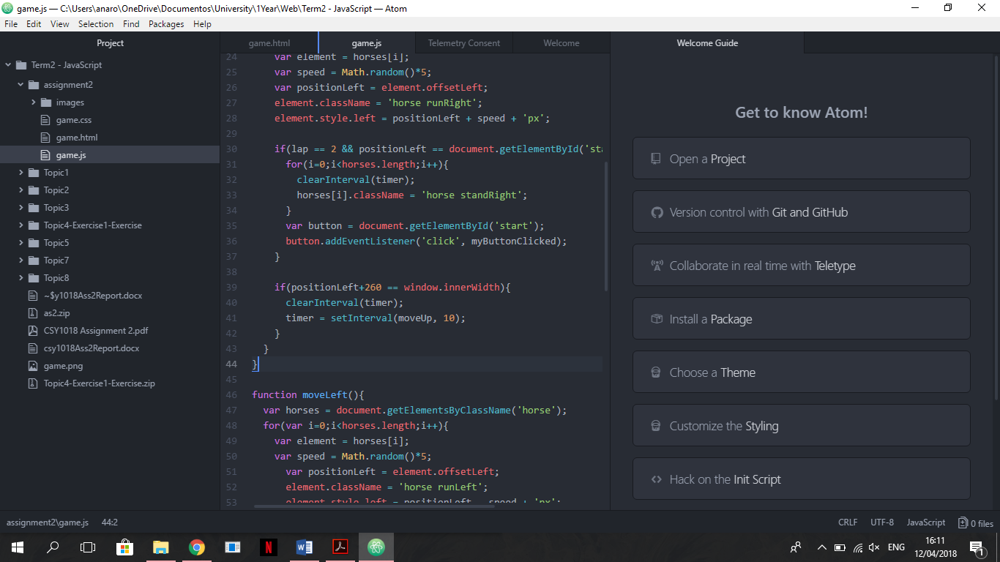 game.js — C:\Users\anaro\OneDrive\Documentos\University\1Year\Web\Term2 - JavaScript — Atom
File Edit View Selection Find Packages Help
Project
Term2 - JavaScript
assignment2
images
game.css
game.html
game.js
Topic1
Topic2
Topic3
Topic4-Exercise1-Exercise
Topic5
Topic7
Topic8
~$y1018Ass2Report.docx
as2.zip
CSY1018 Assignment 2.pdf
csy1018Ass2Report.docx
game.png
Topic4-Exercise1-Exercise.zip
game.html game.js Telemetry Consent Welcome
24 var element = horses[i];
25 var speed = Math.random()*5;
26 var positionLeft = element.offsetLeft;
27 element.className = 'horse runRight';
28 element.style.left = positionLeft + speed + 'px';
29
30 if(lap == 2 && positionLeft == document.getElementById('sta
31 for(i=0;i<horses.length;i++){
32 clearInterval(timer);
33 horses[i].className = 'horse standRight';
34 }
35 var button = document.getElementById('start');
36 button.addEventListener('click', myButtonClicked);
37 }
38
39 if(positionLeft+260 == window.innerWidth){
40 clearInterval(timer);
41 timer = setInterval(moveUp, 10);
42 }
43 }
44 }
45
46 function moveLeft(){
47 var horses = document.getElementsByClassName('horse');
48 for(var i=0;i<horses.length;i++){
49 var element = horses[i];
50 var speed = Math.random()*5;
51 var positionLeft = element.offsetLeft;
52 element.className = 'horse runLeft';
53 element.style.left = positionLeft - speed + 'px';
Welcome Guide
Get to know Atom!
Open a Project
Version control with Git and GitHub
Collaborate in real time with Teletype
Install a Package
Choose a Theme
Customize the Styling
Hack on the Init Script
assignment2\game.js 44:2
CRLF UTF-8 JavaScript 0 files
ENG
16:11
12/04/2018
1